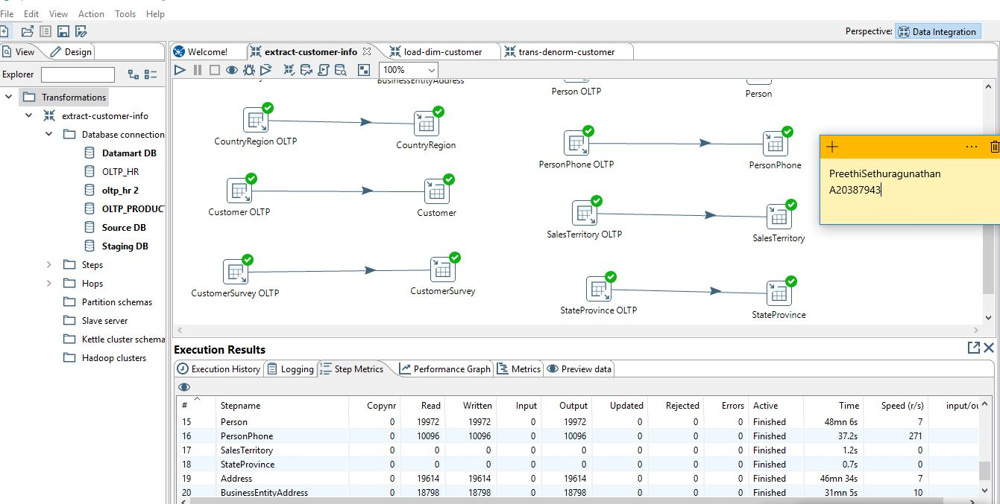 File Edit View Action Tools Help
Perspective: Data Integration
View Design
Welcome! extract-customer-info load-dim-customer trans-denorm-customer
Explorer
100%
Transformations
extract-customer-info
Database connection
Datamart DB
OLTP_HR
oltp_hr 2
OLTP_PRODUC
Source DB
Staging DB
Steps
Hops
Partition schemas
Slave server
Kettle cluster schema
Hadoop clusters
BusinessEntityAddress
Person OLTP Person
CountryRegion OLTP CountryRegion
PersonPhone OLTP PersonPhone
Customer OLTP Customer
SalesTerritory OLTP SalesTerritory
CustomerSurvey OLTP CustomerSurvey
StateProvince OLTP StateProvince
PreethiSethuragunathan
A20387943
Execution Results
Execution History Logging Step Metrics Performance Graph Metrics Preview data
# Stepname Copynr Read Written Input Output Updated Rejected Errors Active Time Speed (r/s) input/ou
15 Person 0 19972 19972 0 19972 0 0 0 Finished 48mn 6s 7
16 PersonPhone 0 10096 10096 0 10096 0 0 0 Finished 37.2s 271
17 SalesTerritory 0 0 0 0 0 0 0 0 Finished 1.2s 0
18 StateProvince 0 0 0 0 0 0 0 0 Finished 0.7s 0
19 Address 0 19614 19614 0 19614 0 0 0 Finished 46mn 34s 7
20 BusinessEntityAddress 0 18798 18798 0 18798 0 0 0 Finished 31mn 5s 10